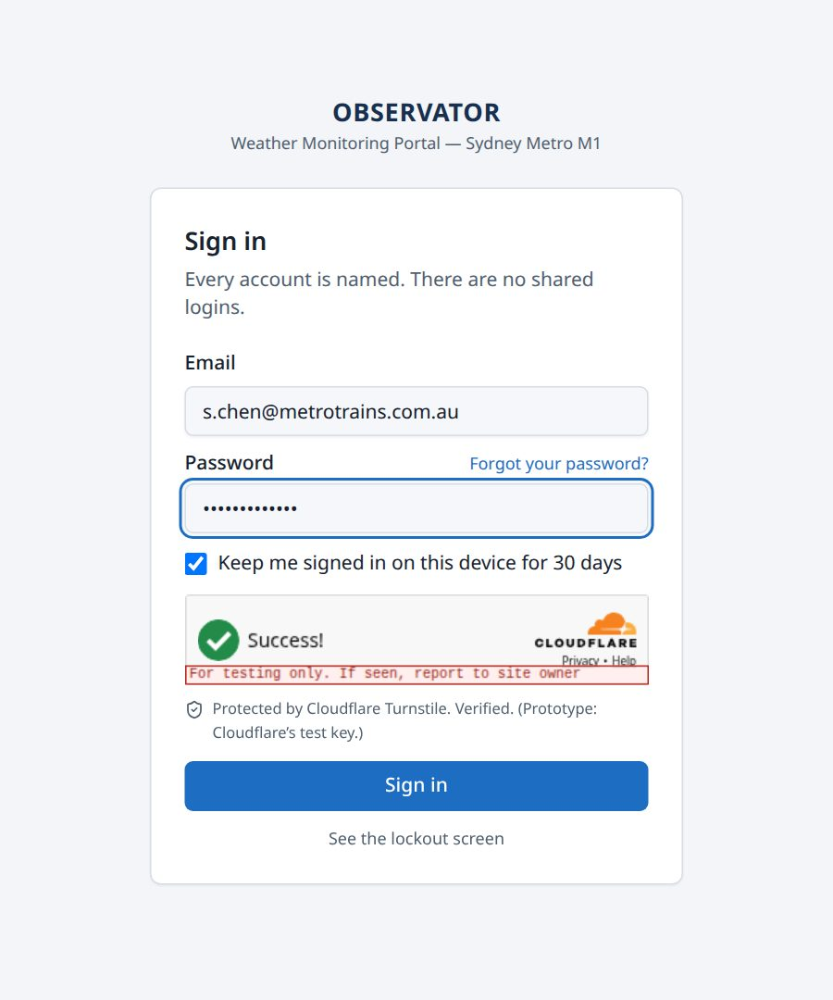 OBSERVATOR
Weather Monitoring Portal — Sydney Metro M1
Sign in
Every account is named. There are no shared
logins.
Email
s.chen@metrotrains.com.au
Password
Forgot your password?
•••••••••••••
Keep me signed in on this device for 30 days
Success!
CLOUDFLARE
Privacy • Help
For testing only. If seen, report to site owner
Protected by Cloudflare Turnstile. Verified. (Prototype:
Cloudflare’s test key.)
Sign in
See the lockout screen